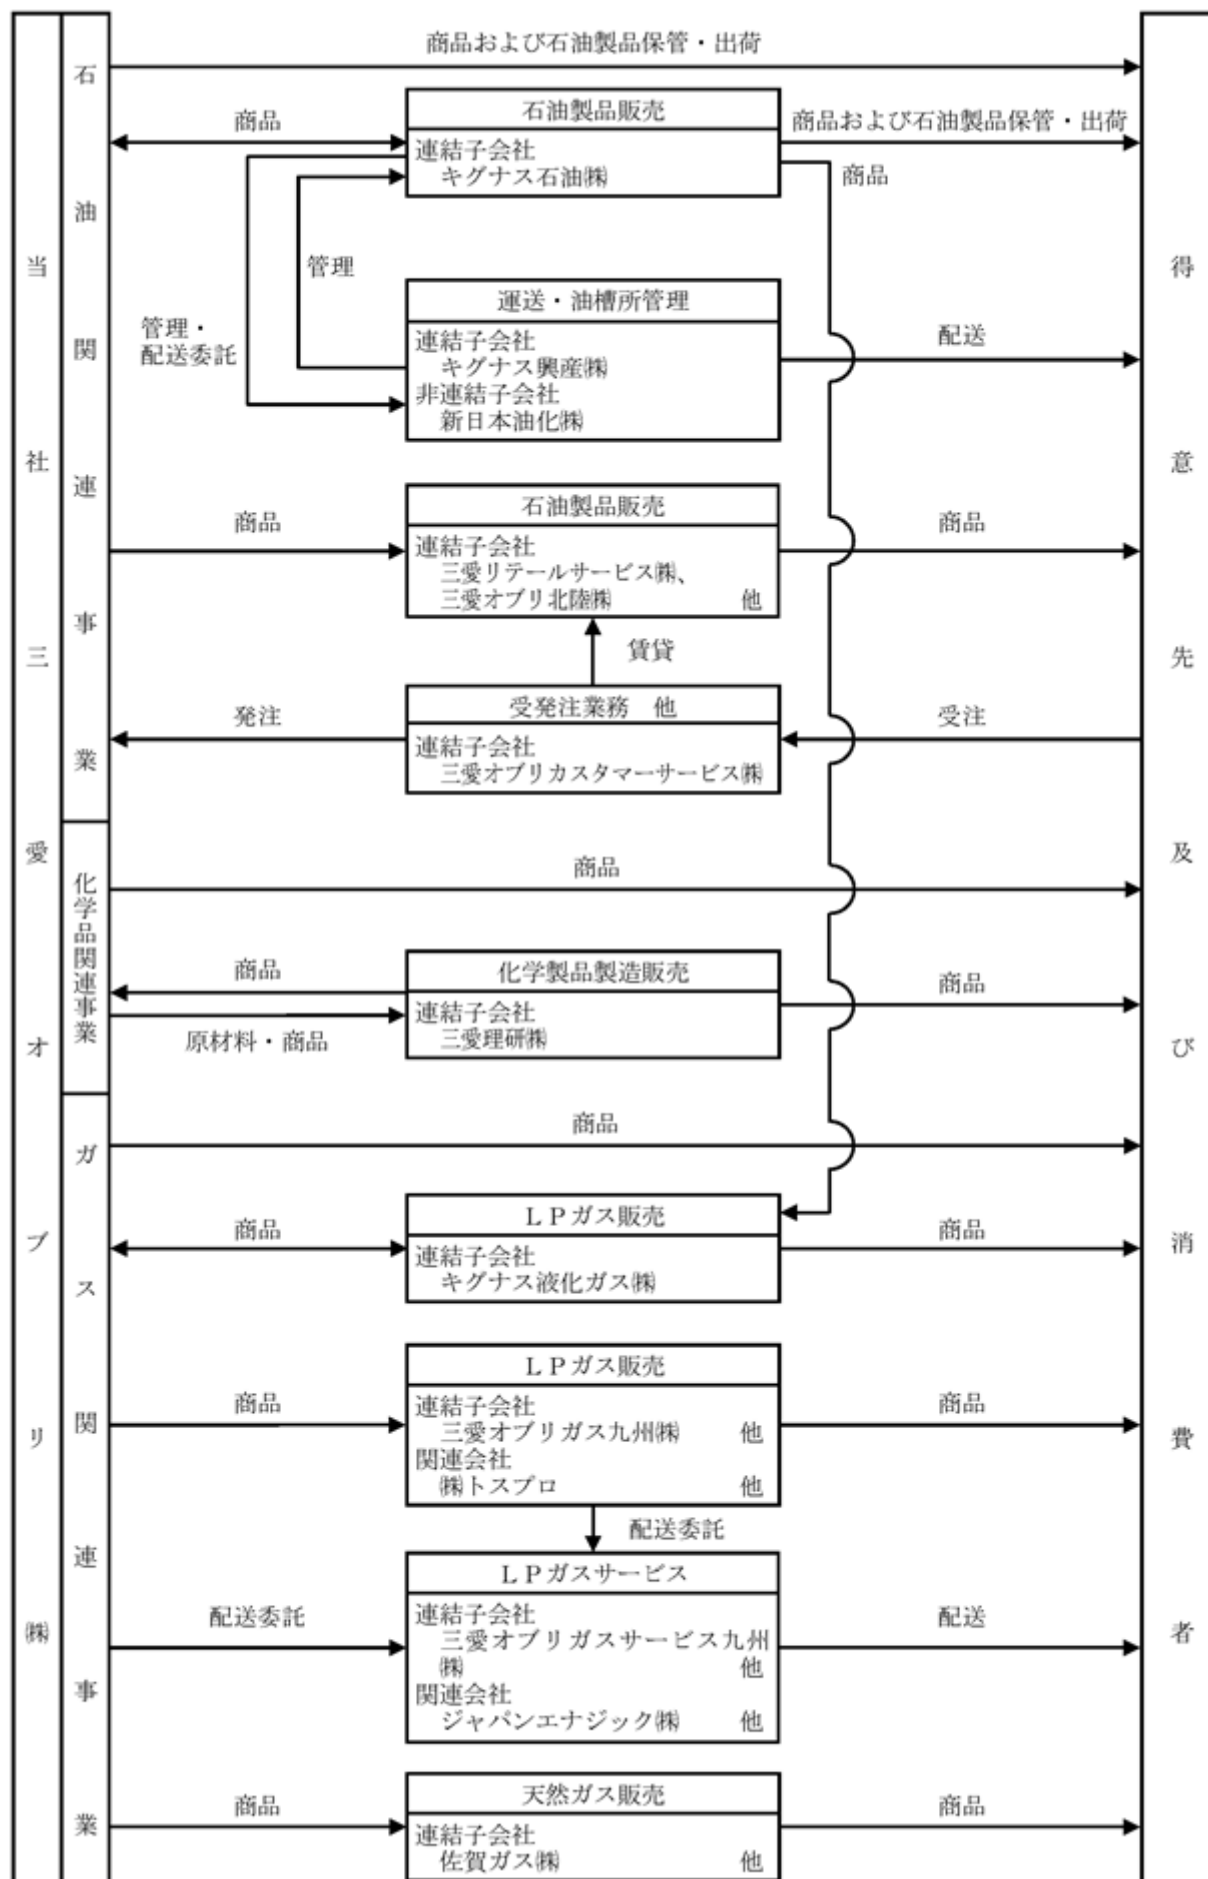 当社三愛オブリ㈱
石油関連事業
化学品関連事業
ガス関連事業
商品および石油製品保管・出荷
商品
石油製品販売
連結子会社
キグナス石油㈱
商品および石油製品保管・出荷
商品
管理
管理・
配送委託
運送・油槽所管理
連結子会社
キグナス興産㈱
非連結子会社
新日本油化㈱
配送
商品
石油製品販売
連結子会社
三愛リテールサービス㈱、
三愛オブリ北陸㈱ 他
商品
賃貸
発注
受発注業務 他
連結子会社
三愛オブリカスタマーサービス㈱
受注
商品
商品
原材料・商品
化学製品製造販売
連結子会社
三愛理研㈱
商品
商品
商品
ＬＰガス販売
連結子会社
キグナス液化ガス㈱
商品
商品
ＬＰガス販売
連結子会社
三愛オブリガス九州㈱ 他
関連会社
㈱トスプロ 他
商品
配送委託
配送委託
ＬＰガスサービス
連結子会社
三愛オブリガスサービス九州
㈱ 他
関連会社
ジャパンエナジック㈱ 他
配送
商品
天然ガス販売
連結子会社
佐賀ガス㈱ 他
商品
得意先及び消費者